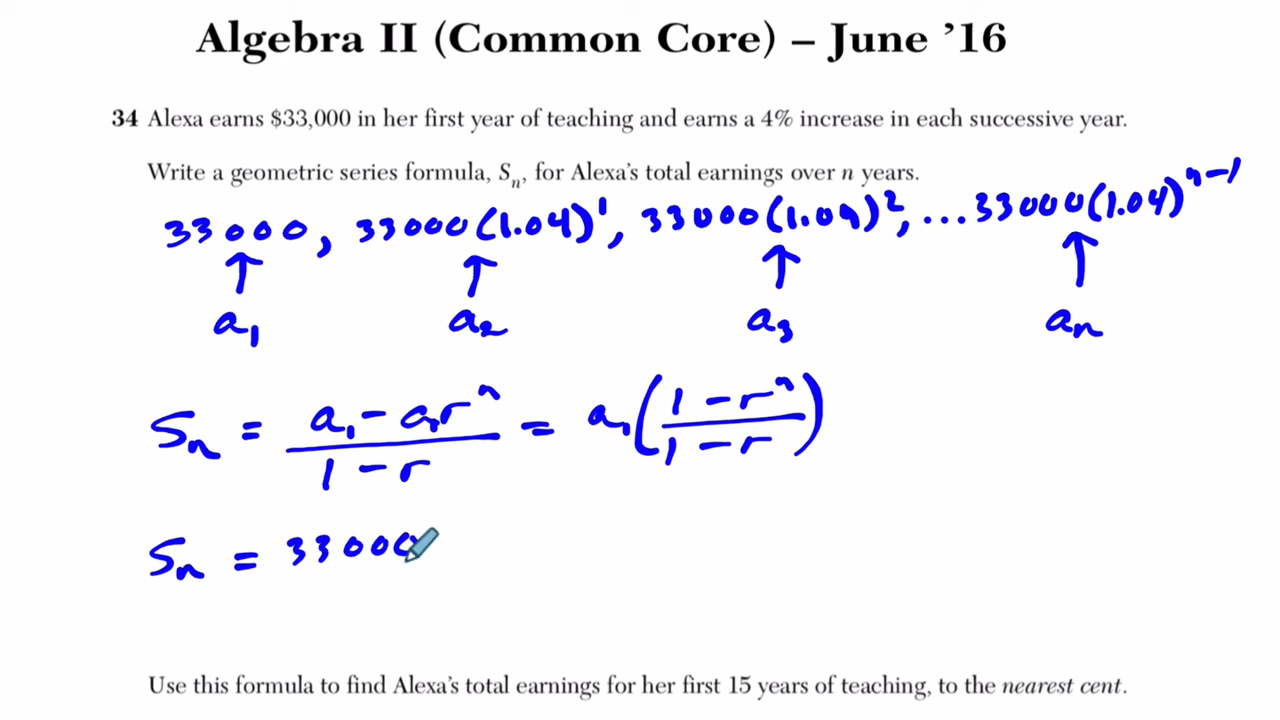 Algebra II (Common Core) – June ’16
34 Alexa earns $33,000 in her first year of teaching and earns a 4% increase in each successive year.
Write a geometric series formula, Sₙ, for Alexa’s total earnings over n years.
33000, 33000(1.04)¹, 33000(1.04)², ...33000(1.04)ⁿ⁻¹
↑ ↑ ↑ ↑
a₁ a₂ a₃ aₙ
Sₙ = (a₁ - a₁rⁿ)/(1 - r) = a₁((1 - rⁿ)/(1 - r))
Sₙ = 33000
Use this formula to find Alexa’s total earnings for her first 15 years of teaching, to the nearest cent.